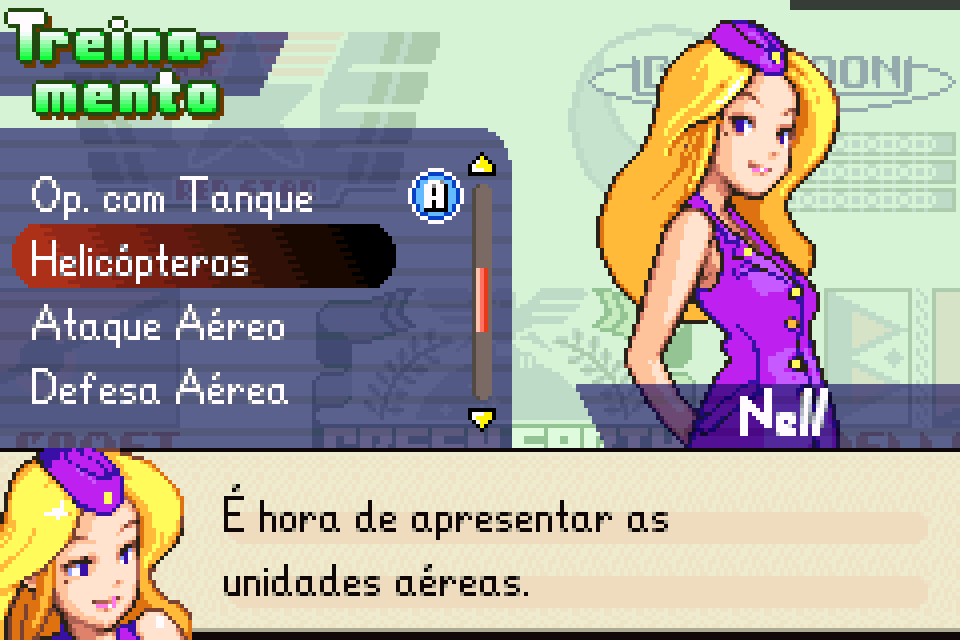 Treina-
mento
Op. com Tanque
A
Helicópteros
Ataque Aéreo
Defesa Aérea
Nell
É hora de apresentar as
unidades aéreas.